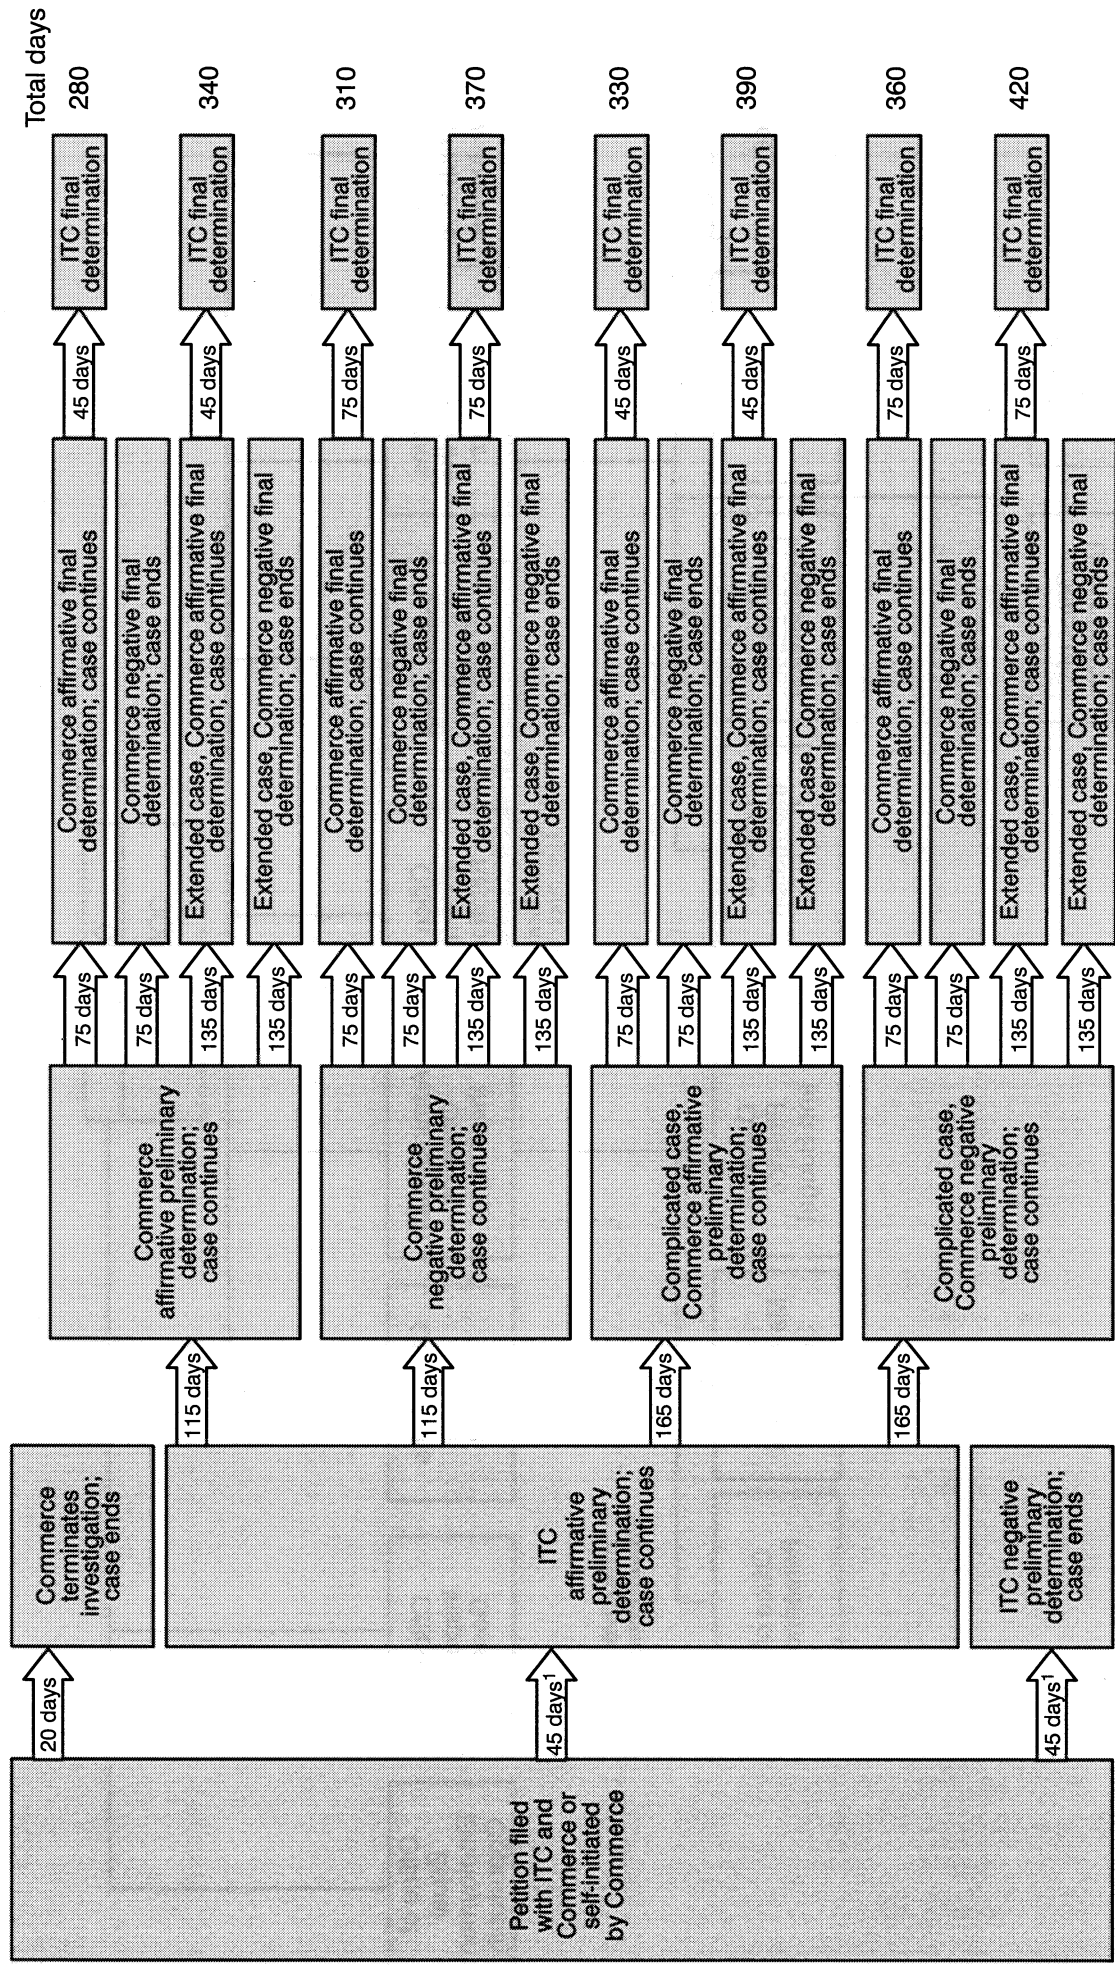 Petition filed
with ITC and
Commerce or
self-initiated
by Commerce
20 days
45 days¹
45 days¹
Commerce
terminates
investigation;
case ends
ITC
affirmative
preliminary
determination;
case continues
ITC negative
preliminary
determination;
case ends
115 days
115 days
165 days
165 days
Commerce
affirmative preliminary
determination;
case continues
Commerce
negative preliminary
determination;
case continues
Complicated case,
Commerce affirmative
preliminary
determination;
case continues
Complicated case,
Commerce negative
preliminary
determination;
case continues
75 days
75 days
135 days
135 days
75 days
75 days
135 days
135 days
75 days
75 days
135 days
135 days
75 days
75 days
135 days
135 days
Commerce affirmative final
determination; case continues
Commerce negative final
determination; case ends
Extended case, Commerce affirmative final
determination; case continues
Extended case, Commerce negative final
determination; case ends
Commerce affirmative final
determination; case continues
Commerce negative final
determination; case ends
Extended case, Commerce affirmative final
determination; case continues
Extended case, Commerce negative final
determination; case ends
Commerce affirmative final
determination; case continues
Commerce negative final
determination; case ends
Extended case, Commerce affirmative final
determination; case continues
Extended case, Commerce negative final
determination; case ends
Commerce affirmative final
determination; case continues
Commerce negative final
determination; case ends
Extended case, Commerce affirmative final
determination; case continues
Extended case, Commerce negative final
determination; case ends
45 days
45 days
75 days
75 days
45 days
45 days
75 days
75 days
ITC final
determination
ITC final
determination
ITC final
determination
ITC final
determination
ITC final
determination
ITC final
determination
ITC final
determination
ITC final
determination
Total days
280
340
310
370
330
390
360
420